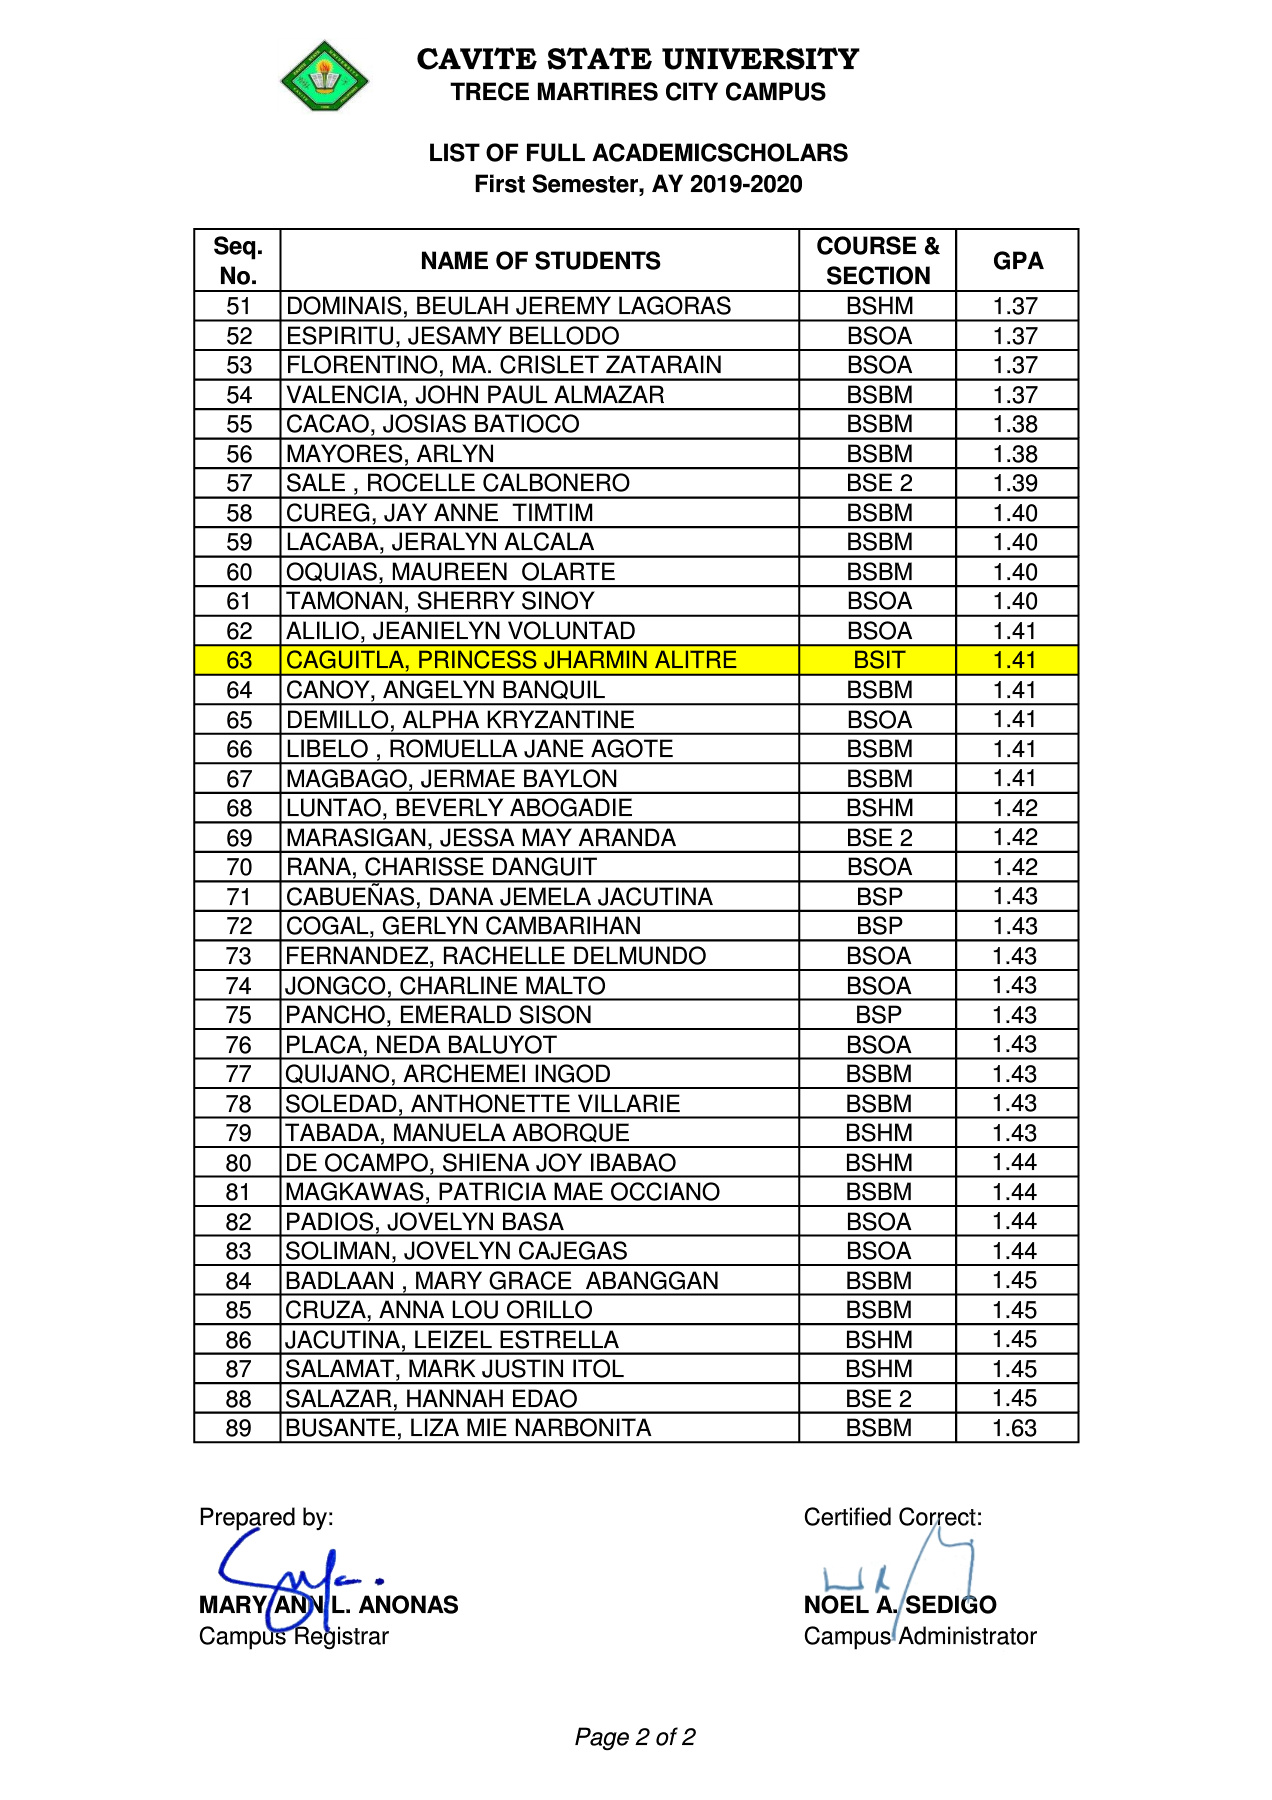 CAVITE STATE UNIVERSITY
TRECE MARTIRES CITY CAMPUS
LIST OF FULL ACADEMICSCHOLARS
First Semester, AY 2019-2020
Seq. No. NAME OF STUDENTS COURSE & SECTION GPA
51 DOMINAIS, BEULAH JEREMY LAGORAS BSHM 1.37
52 ESPIRITU, JESAMY BELLODO BSOA 1.37
53 FLORENTINO, MA. CRISLET ZATARAIN BSOA 1.37
54 VALENCIA, JOHN PAUL ALMAZAR BSBM 1.37
55 CACAO, JOSIAS BATIOCO BSBM 1.38
56 MAYORES, ARLYN BSBM 1.38
57 SALE , ROCELLE CALBONERO BSE 2 1.39
58 CUREG, JAY ANNE  TIMTIM BSBM 1.40
59 LACABA, JERALYN ALCALA BSBM 1.40
60 OQUIAS, MAUREEN  OLARTE BSBM 1.40
61 TAMONAN, SHERRY SINOY BSOA 1.40
62 ALILIO, JEANIELYN VOLUNTAD BSOA 1.41
63 CAGUITLA, PRINCESS JHARMIN ALITRE BSIT 1.41
64 CANOY, ANGELYN BANQUIL BSBM 1.41
65 DEMILLO, ALPHA KRYZANTINE BSOA 1.41
66 LIBELO , ROMUELLA JANE AGOTE BSBM 1.41
67 MAGBAGO, JERMAE BAYLON BSBM 1.41
68 LUNTAO, BEVERLY ABOGADIE BSHM 1.42
69 MARASIGAN, JESSA MAY ARANDA BSE 2 1.42
70 RANA, CHARISSE DANGUIT BSOA 1.42
71 CABUEÑAS, DANA JEMELA JACUTINA BSP 1.43
72 COGAL, GERLYN CAMBARIHAN BSP 1.43
73 FERNANDEZ, RACHELLE DELMUNDO BSOA 1.43
74 JONGCO, CHARLINE MALTO BSOA 1.43
75 PANCHO, EMERALD SISON BSP 1.43
76 PLACA, NEDA BALUYOT BSOA 1.43
77 QUIJANO, ARCHEMEI INGOD BSBM 1.43
78 SOLEDAD, ANTHONETTE VILLARIE BSBM 1.43
79 TABADA, MANUELA ABORQUE BSHM 1.43
80 DE OCAMPO, SHIENA JOY IBABAO BSHM 1.44
81 MAGKAWAS, PATRICIA MAE OCCIANO BSBM 1.44
82 PADIOS, JOVELYN BASA BSOA 1.44
83 SOLIMAN, JOVELYN CAJEGAS BSOA 1.44
84 BADLAAN , MARY GRACE  ABANGGAN BSBM 1.45
85 CRUZA, ANNA LOU ORILLO BSBM 1.45
86 JACUTINA, LEIZEL ESTRELLA BSHM 1.45
87 SALAMAT, MARK JUSTIN ITOL BSHM 1.45
88 SALAZAR, HANNAH EDAO BSE 2 1.45
89 BUSANTE, LIZA MIE NARBONITA BSBM 1.63
Prepared by: Certified Correct:
MARY ANN L. ANONAS NOEL A. SEDIGO
Campus Registrar Campus Administrator
Page 2 of 2